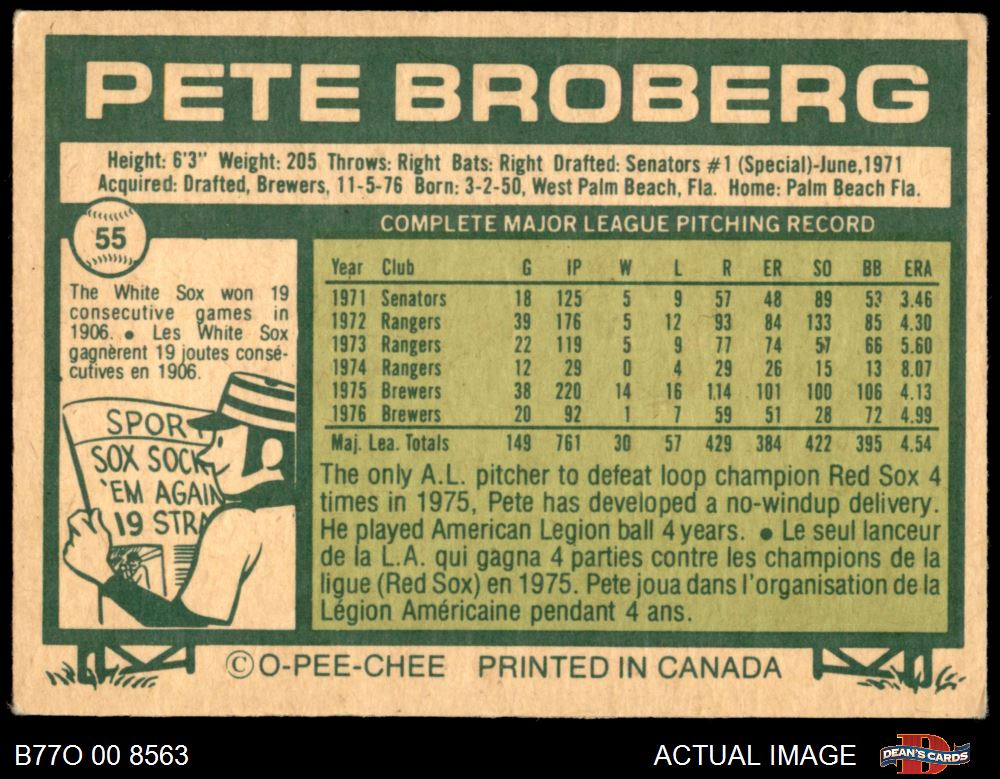 PETE BROBERG
Height: 6'3" Weight: 205 Throws: Right Bats: Right Drafted: Senators #1 (Special)-June,1971
Acquired: Drafted, Brewers, 11-5-76 Born: 3-2-50, West Palm Beach, Fla. Home: Palm Beach Fla.
55
The White Sox won 19
consecutive games in
1906. ● Les White Sox
gagnèrent 19 joutes consé-
cutives en 1906.
SPOR
SOX SOCK
'EM AGAIN
19 STRA
COMPLETE MAJOR LEAGUE PITCHING RECORD
Year Club G IP W L R ER SO BB ERA
1971 Senators 18 125 5 9 57 48 89 53 3.46
1972 Rangers 39 176 5 12 93 84 133 85 4.30
1973 Rangers 22 119 5 9 77 74 57 66 5.60
1974 Rangers 12 29 0 4 29 26 15 13 8.07
1975 Brewers 38 220 14 16 114 101 100 106 4.13
1976 Brewers 20 92 1 7 59 51 28 72 4.99
Maj. Lea. Totals 149 761 30 57 429 384 422 395 4.54
The only A.L. pitcher to defeat loop champion Red Sox 4
times in 1975, Pete has developed a no-windup delivery.
He played American Legion ball 4 years. ● Le seul lanceur
de la L.A. qui gagna 4 parties contre les champions de la
ligue (Red Sox) en 1975. Pete joua dans l'organisation de la
Légion Américaine pendant 4 ans.
© O-PEE-CHEE PRINTED IN CANADA
B77O 00 8563
ACTUAL IMAGE
DEAN'S CARDS